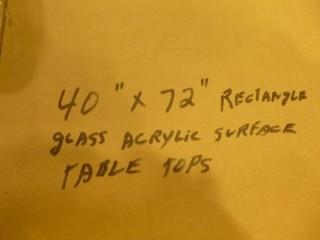 40" x 72" RECTANGLE
glASS ACRYLIC SURFACE
TABLE TOPS